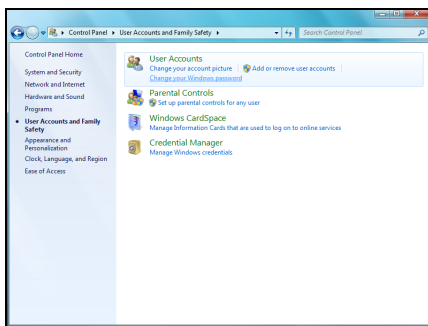 Control Panel ▸ User Accounts and Family Safety ▸
Search Control Panel
Control Panel Home
System and Security
Network and Internet
Hardware and Sound
Programs
User Accounts and Family
Safety
Appearance and
Personalization
Clock, Language, and Region
Ease of Access
User Accounts
Change your account picture
Add or remove user accounts
Change your Windows password
Parental Controls
Set up parental controls for any user
Windows CardSpace
Manage Information Cards that are used to log on to online services
Credential Manager
Manage Windows credentials